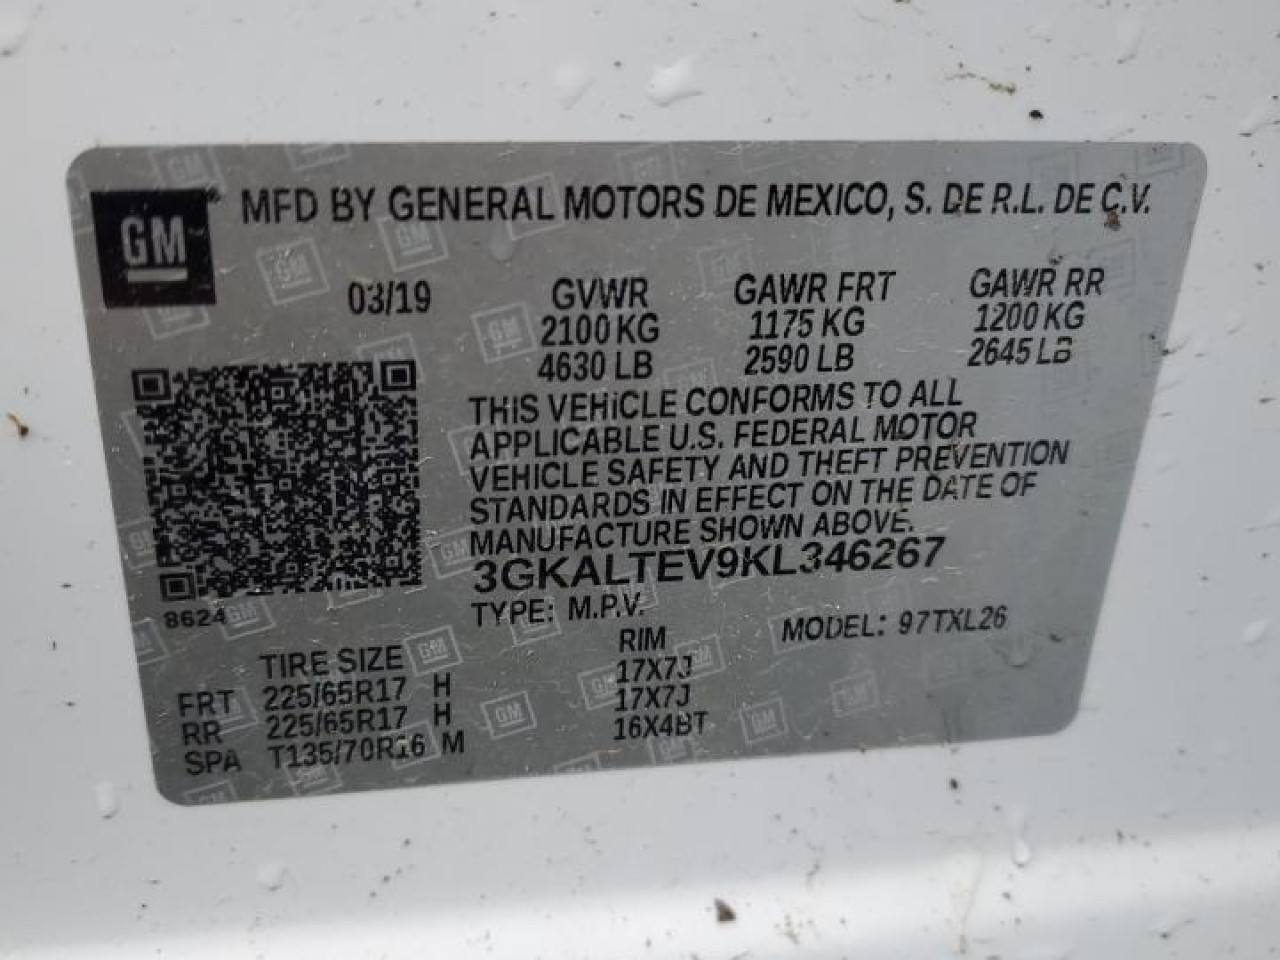 GM MFD BY GENERAL MOTORS DE MEXICO, S. DE R.L. DE C.V.
03/19 GVWR GAWR FRT GAWR RR
2100 KG 1175 KG 1200 KG
4630 LB 2590 LB 2645 LB
THIS VEHICLE CONFORMS TO ALL
APPLICABLE U.S. FEDERAL MOTOR
VEHICLE SAFETY AND THEFT PREVENTION
STANDARDS IN EFFECT ON THE DATE OF
MANUFACTURE SHOWN ABOVE.
3GKALTEV9KL346267
8624
TYPE: M.P.V. MODEL: 97TXL26
TIRE SIZE RIM
FRT 225/65R17 H 17X7J
RR 225/65R17 H 17X7J
SPA T135/70R16 M 16X4BT